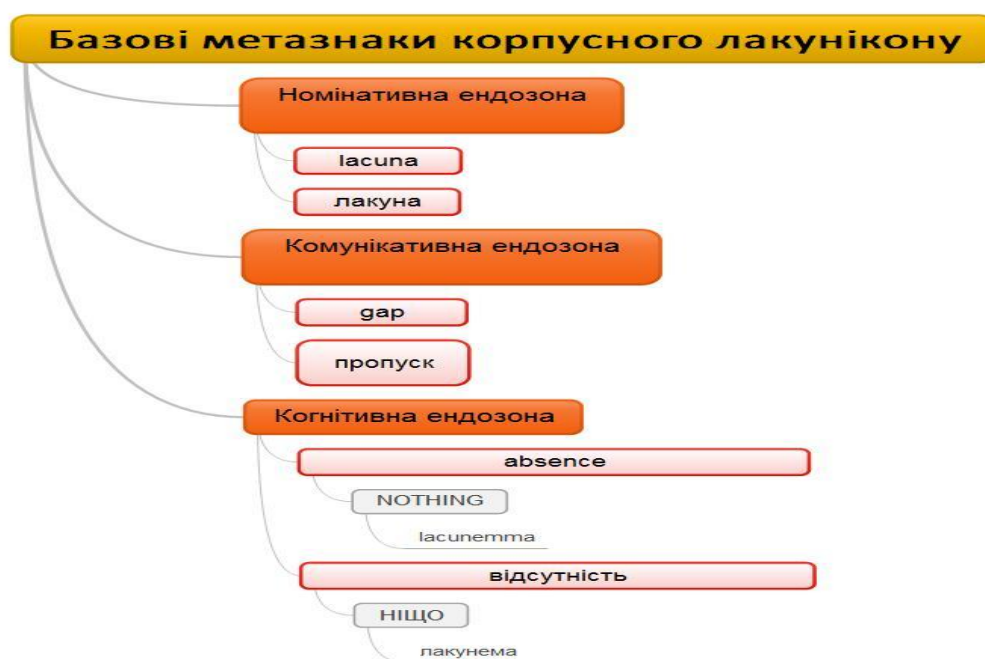 Базові метазнаки корпусного лакунікону
Номінативна ендозона
lacuna
лакуна
Комунікативна ендозона
gap
пропуск
Когнітивна ендозона
absence
NOTHING
lacunemma
відсутність
НІЩО
лакунема